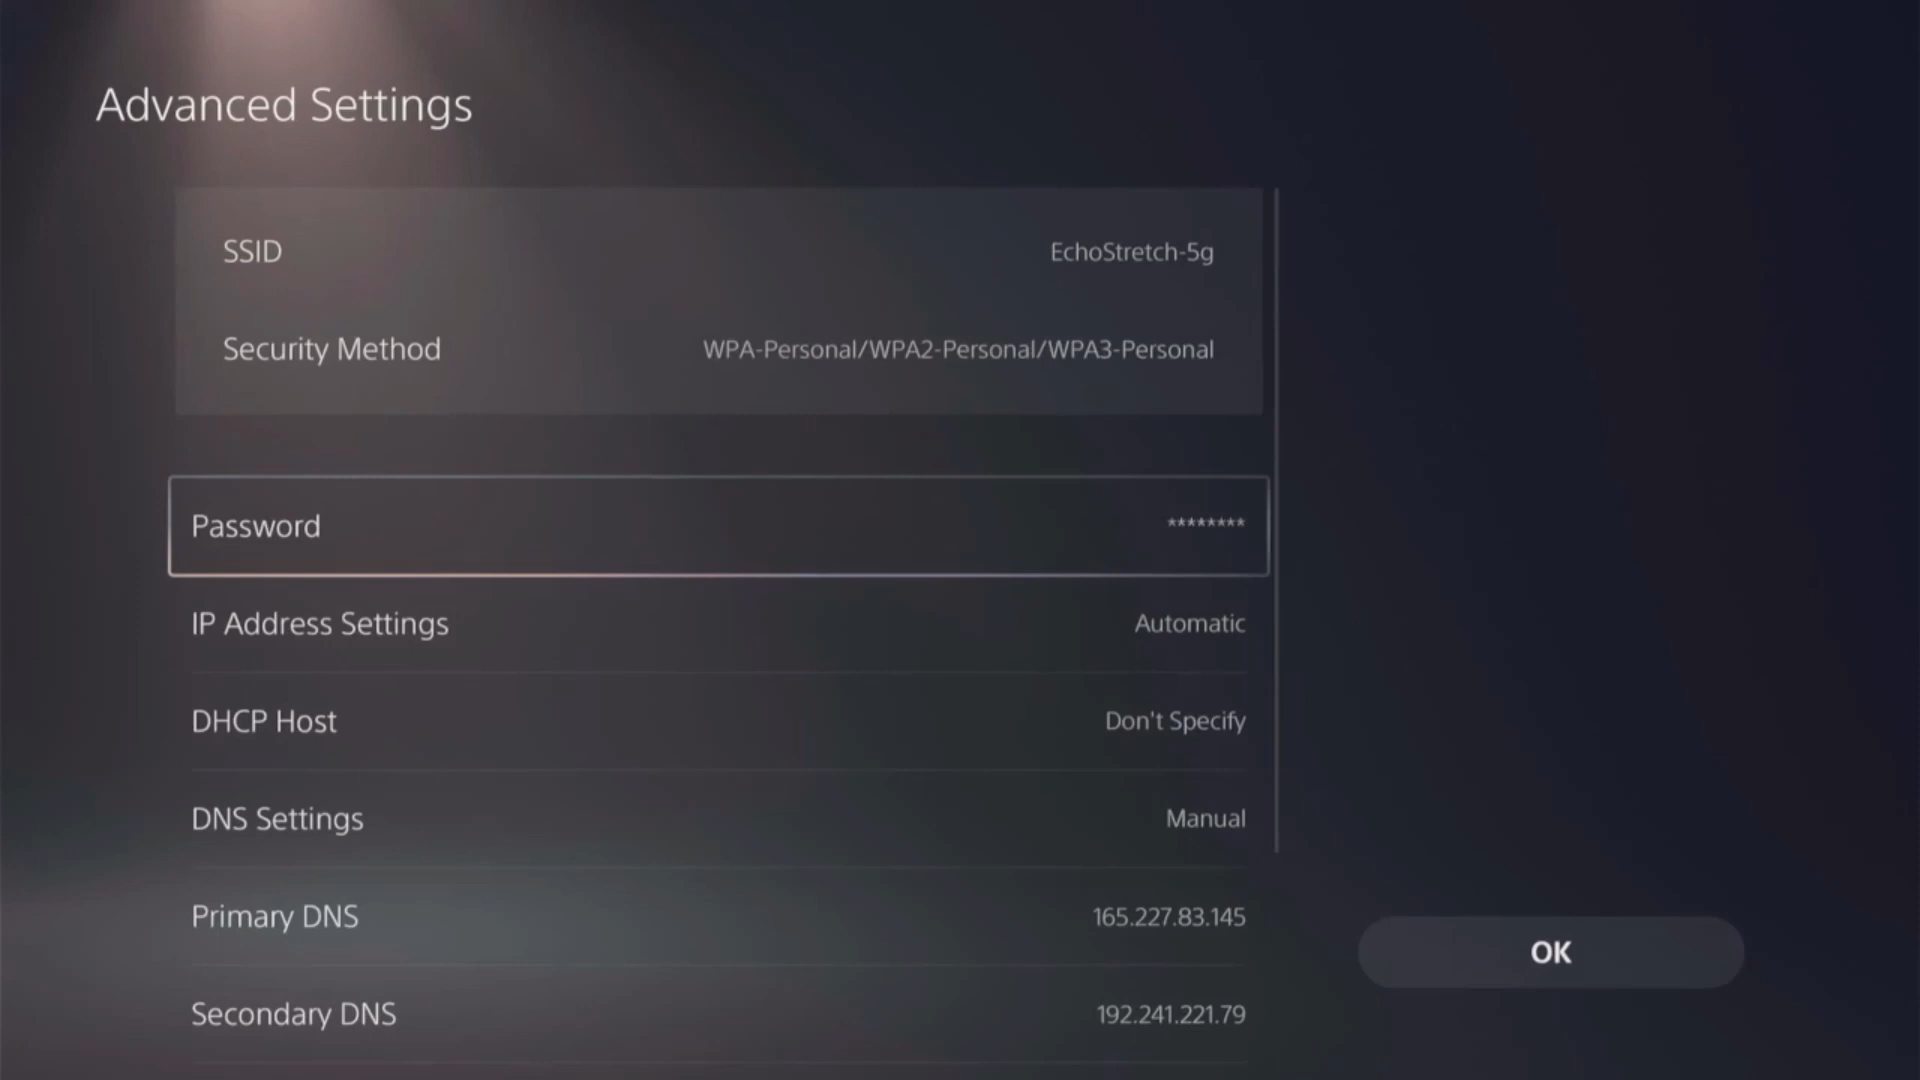 Advanced Settings
SSID EchoStretch-5g
Security Method WPA-Personal/WPA2-Personal/WPA3-Personal
Password ********
IP Address Settings Automatic
DHCP Host Don't Specify
DNS Settings Manual
Primary DNS 165.227.83.145
OK
Secondary DNS 192.241.221.79